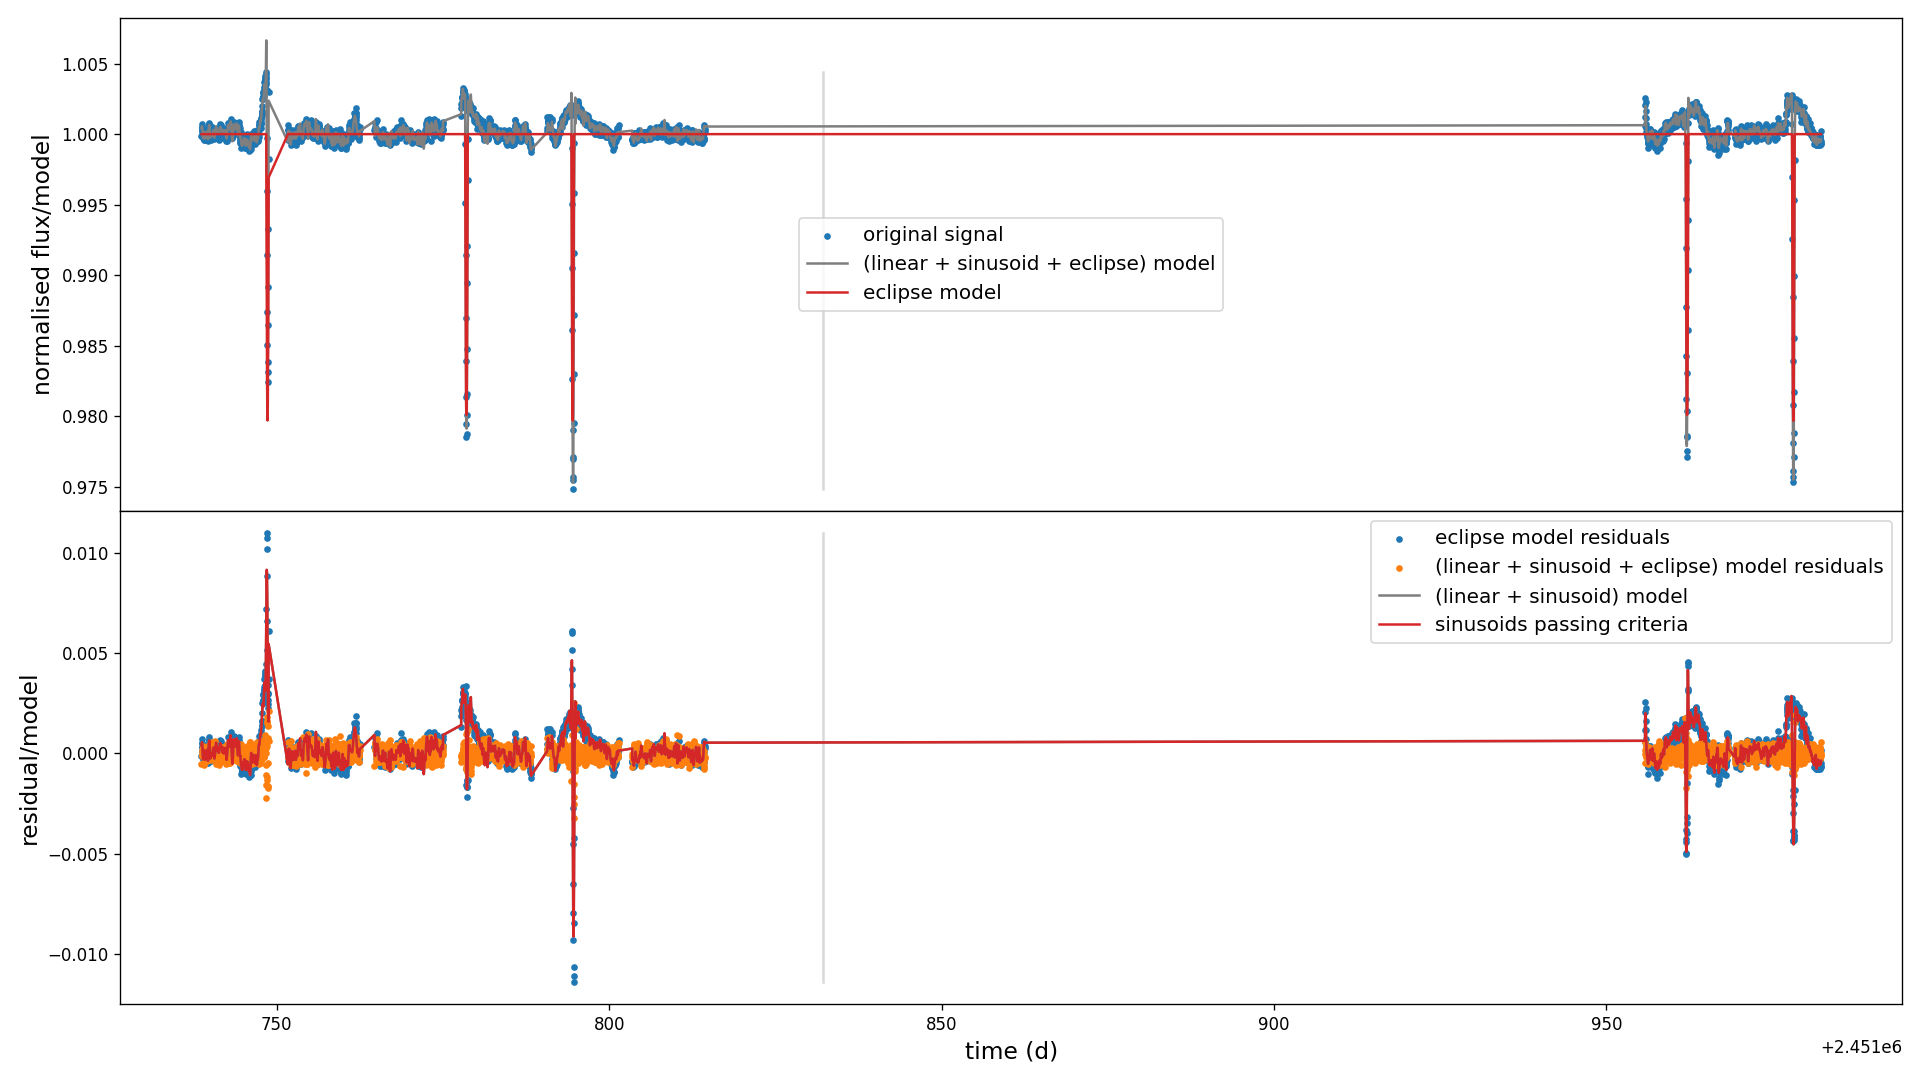 normalised flux/model
1.005
1.000
0.995
0.990
0.985
0.980
0.975
original signal
(linear + sinusoid + eclipse) model
eclipse model
residual/model
0.010
0.005
0.000
−0.005
−0.010
eclipse model residuals
(linear + sinusoid + eclipse) model residuals
(linear + sinusoid) model
sinusoids passing criteria
750
800
850
900
950
time (d)
+2.451e6